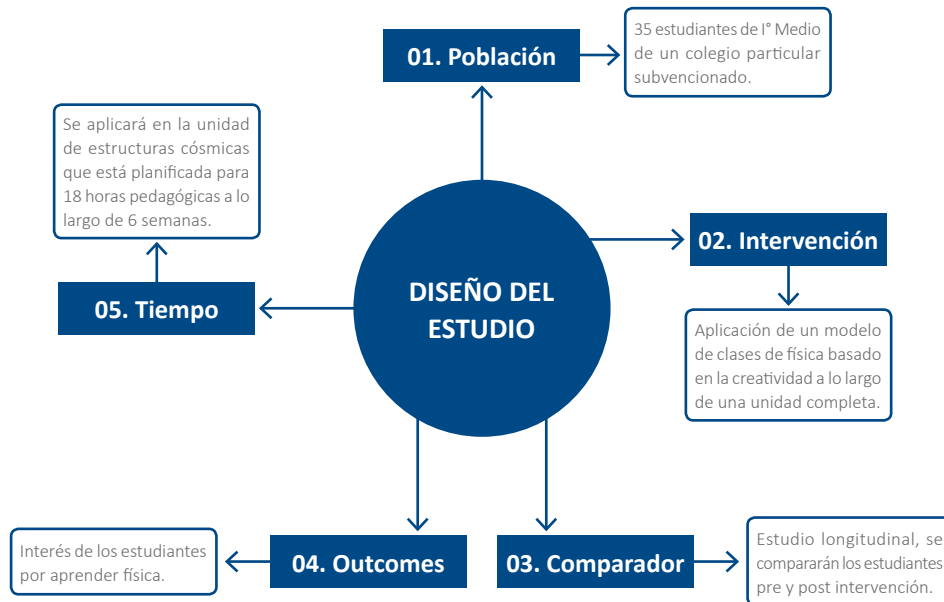 01. Población
35 estudiantes de I° Medio
de un colegio particular
subvencionado.
Se aplicará en la unidad
de estructuras cósmicas
que está planificada para
18 horas pedagógicas a lo
largo de 6 semanas.
02. Intervención
DISEÑO DEL
ESTUDIO
05. Tiempo
Aplicación de un modelo
de clases de física basado
en la creatividad a lo largo
de una unidad completa.
Interés de los estudiantes
por aprender física.
04. Outcomes
03. Comparador
Estudio longitudinal, se
compararán los estudiantes
pre y post intervención.